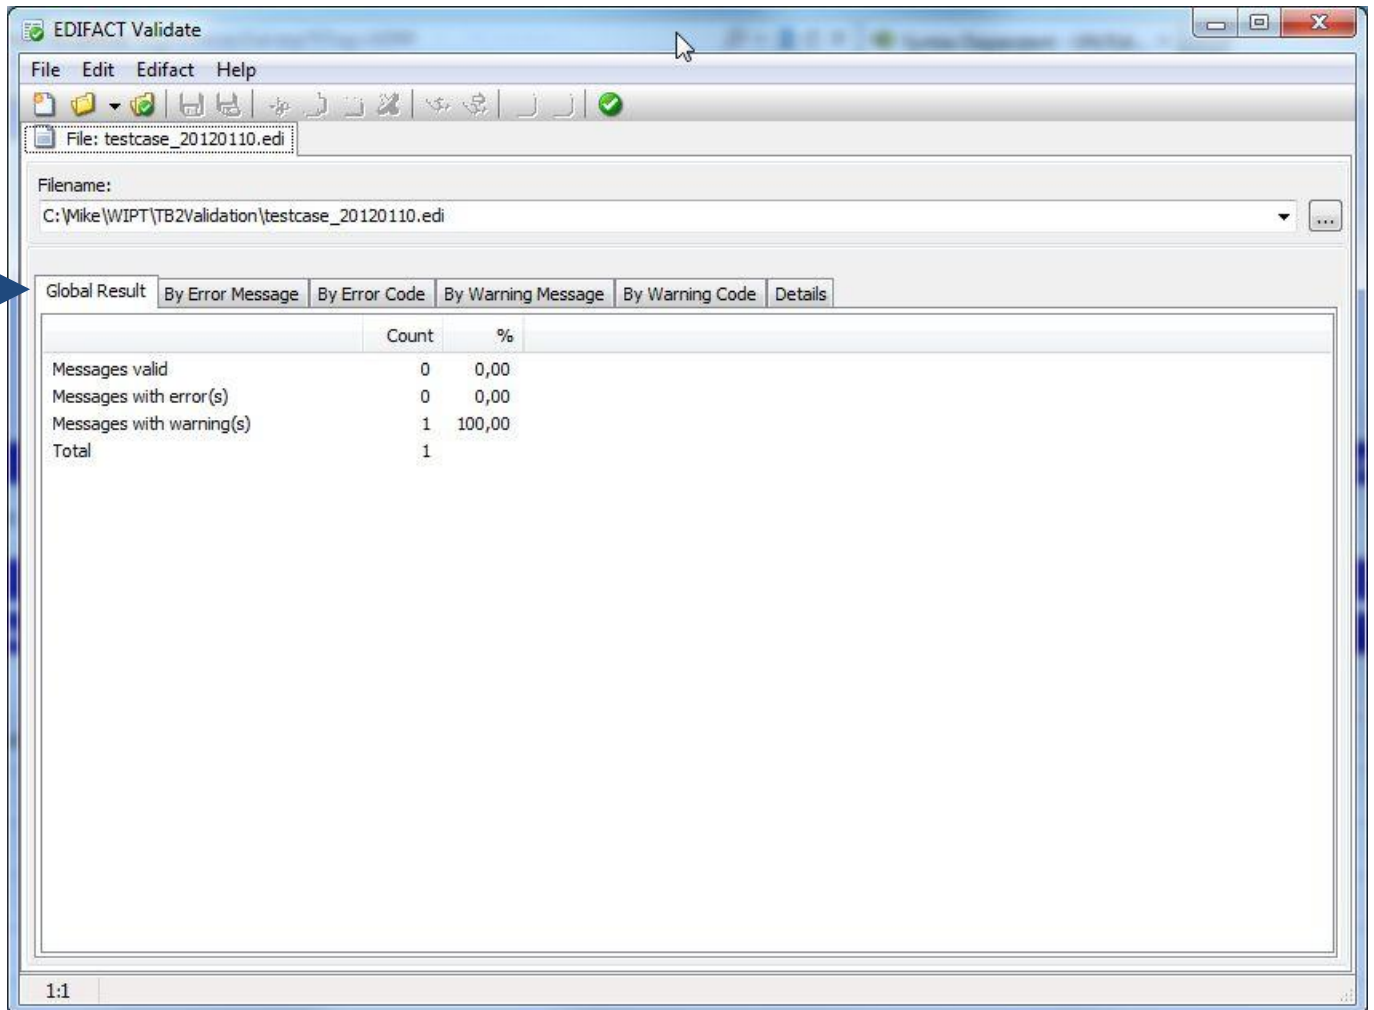 EDIFACT Validate
File Edit Edifact Help
File: testcase_20120110.edi
Filename:
C:\Mike\WIPT\TB2Validation\testcase_20120110.edi
...
Global Result By Error Message By Error Code By Warning Message By Warning Code Details
Count %
Messages valid 0 0,00
Messages with error(s) 0 0,00
Messages with warning(s) 1 100,00
Total 1
1:1